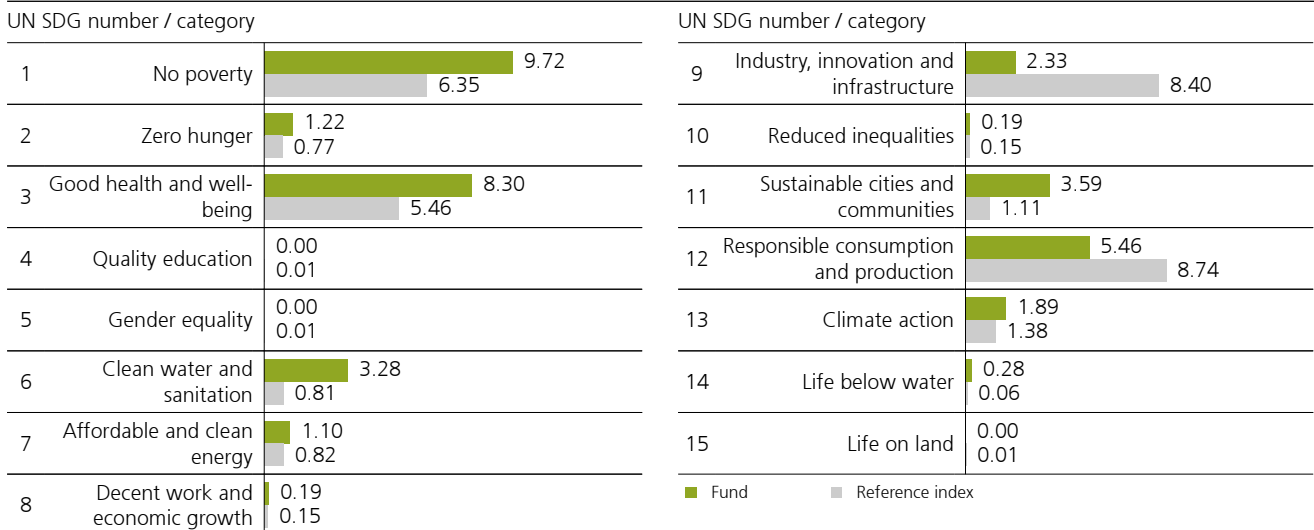 UN SDG number / category
1 No poverty 9.72
6.35
2 Zero hunger 1.22
0.77
3 Good health and well-
being 8.30
5.46
4 Quality education 0.00
0.01
5 Gender equality 0.00
0.01
6 Clean water and
sanitation 3.28
0.81
7 Affordable and clean
energy 1.10
0.82
8 Decent work and
economic growth 0.19
0.15
UN SDG number / category
9 Industry, innovation and
infrastructure 2.33
8.40
10 Reduced inequalities 0.19
0.15
11 Sustainable cities and
communities 3.59
1.11
12 Responsible consumption
and production 5.46
8.74
13 Climate action 1.89
1.38
14 Life below water 0.28
0.06
15 Life on land 0.00
0.01
Fund Reference index